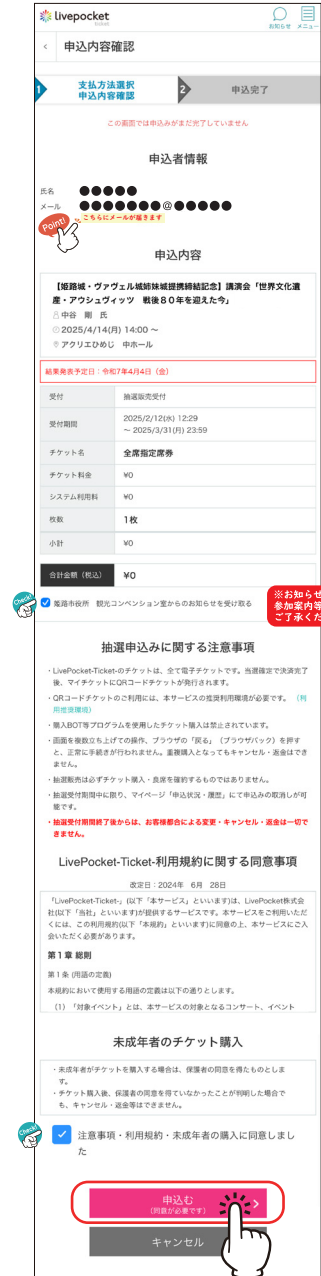 livepocket
ticket
お知らせ
メニュー
申込内容確認
1
支払方法選択
申込内容確認
2
申込完了
この画面では申込みがまだ完了していません
申込者情報
氏名 ●●●●●
メール ●●●●●●●@●●●●●
Point!
こちらにメールが届きます
申込内容
【姫路城・ヴァヴェル城姉妹城提携締結記念】講演会「世界文化遺
産・アウシュヴィッツ 戦後80年を迎えた今」
中谷 剛 氏
2025/4/14(月) 14:00 ~
アクリエひめじ 中ホール
結果発表予定日:令和7年4月4日(金)
受付 抽選販売受付
受付期間 2025/2/12(水) 12:29
~ 2025/3/31(月) 23:59
チケット名 全席指定席券
チケット料金 ¥0
システム利用料 ¥0
枚数 1枚
小計 ¥0
合計金額(税込) ¥0
Check!
姫路市役所 観光コンベンション室からのお知らせを受け取る
※お知らせ
参加案内等
ご了承くだ
抽選申込みに関する注意事項
・LivePocket-Ticket-のチケットは、全て電子チケットです。当選確定で決済完了
後、マイチケットにQRコードチケットが発行されます。
・QRコードチケットのご利用には、本サービスの推奨利用環境が必要です。(利
用推奨環境)
・購入BOT等プログラムを使用したチケット購入は禁止されています。
・画面を複数立ち上げての操作、ブラウザの「戻る」(ブラウザバック)を押す
と、正常に手続きが行われません。重複購入となってもキャンセル・返金はでき
ません。
・抽選販売は必ずチケット購入・良席を確約するものではありません。
・抽選受付期間中に限り、マイページ「申込状況・履歴」にて申込みの取消しが可
能です。
・抽選受付期間終了後からは、お客様都合による変更・キャンセル・返金は一切で
きません。
LivePocket-Ticket-利用規約に関する同意事項
改定日:2024年 6月 28日
「LivePocket-Ticket-」(以下「本サービス」といいます)は、LivePocket株式会
社(以下「当社」といいます)が提供するサービスです。本サービスをご利用いただ
くには、この利用規約(以下「本規約」といいます)に同意の上、本サービスにご入
会いただく必要があります。
第1章 総則
第1条 (用語の定義)
本規約において使用する用語の定義は以下の通りとします。
(1)「対象イベント」とは、本サービスの対象となるコンサート、イベント
未成年者のチケット購入
・未成年者がチケットを購入する場合は、保護者の同意を得たものとしま
す。
・チケット購入後、保護者の同意を得ていなかったことが判明した場合で
も、キャンセル・返金等はできません。
Check!
注意事項・利用規約・未成年者の購入に同意しまし
た
申込む
(同意が必要です)
キャンセル